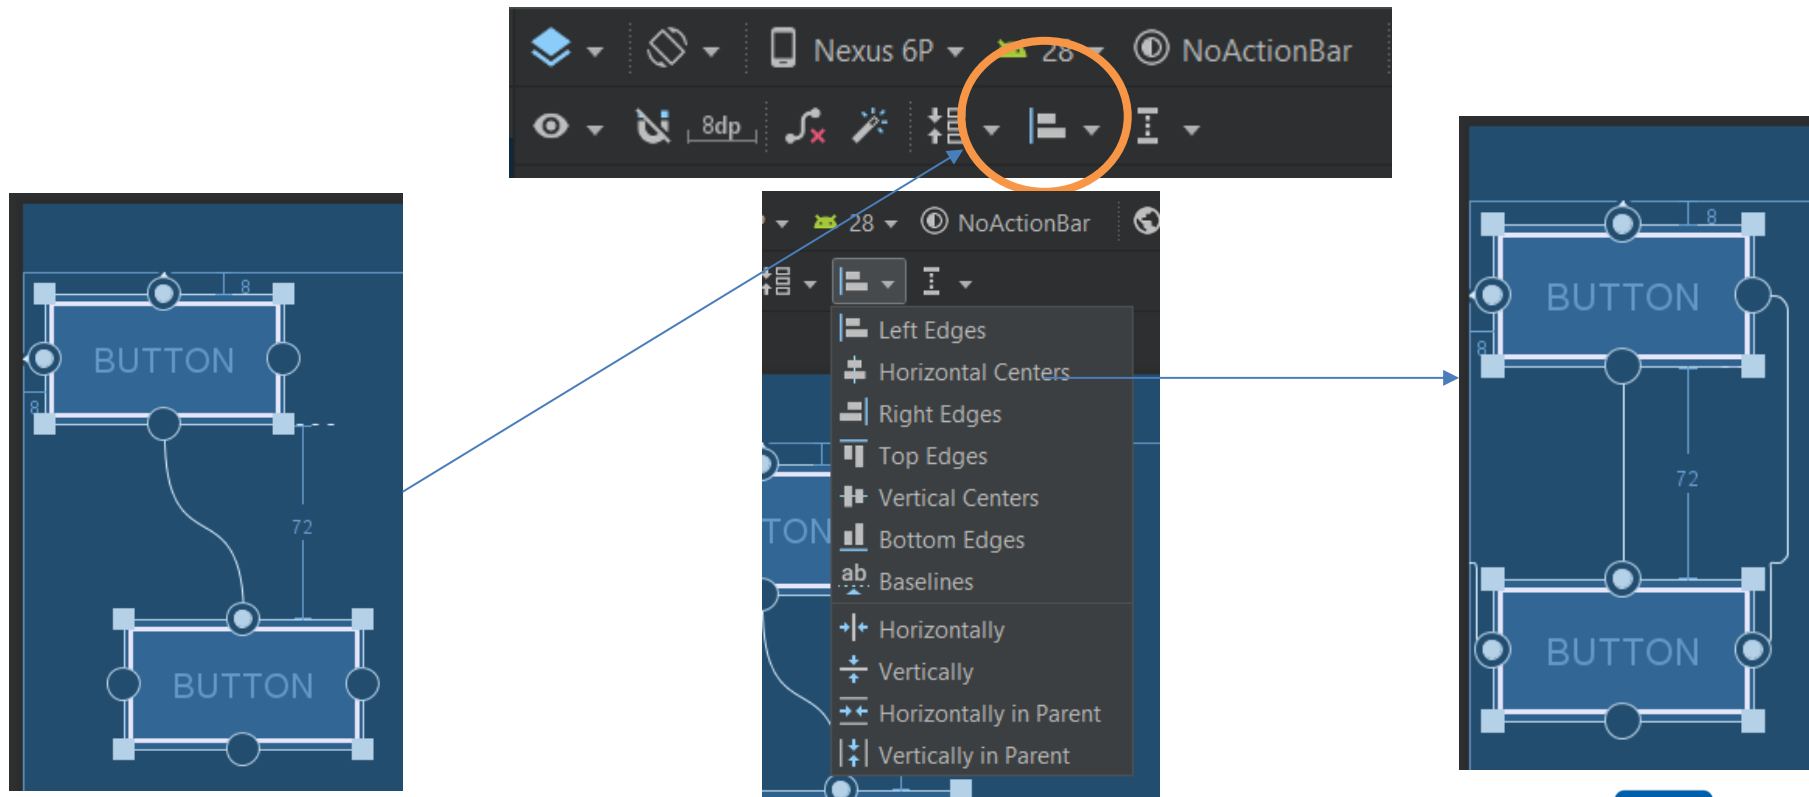 Nexus 6P 28 NoActionBar
8dp
28 NoActionBar
Left Edges
Horizontal Centers
Right Edges
Top Edges
Vertical Centers
Bottom Edges
ab Baselines
Horizontally
Vertically
Horizontally in Parent
Vertically in Parent
TON
8
BUTTON
8
72
BUTTON
8
BUTTON
8
72
BUTTON